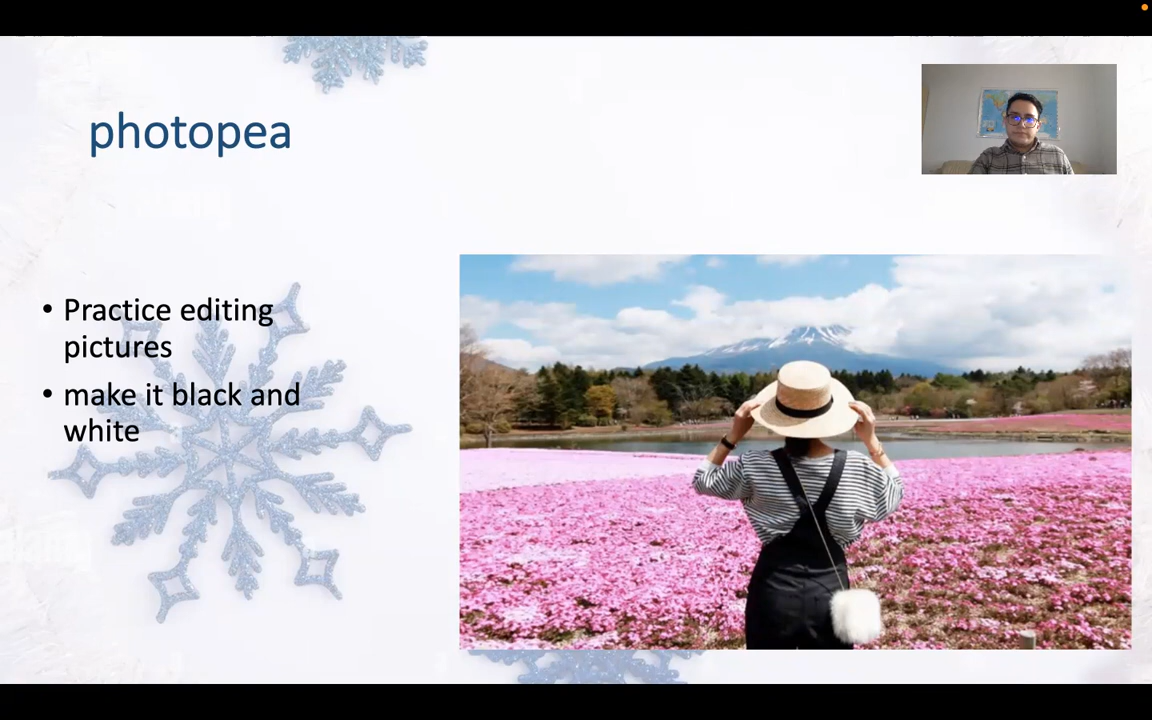 photopea
• Practice editing
pictures
• make it black and
white